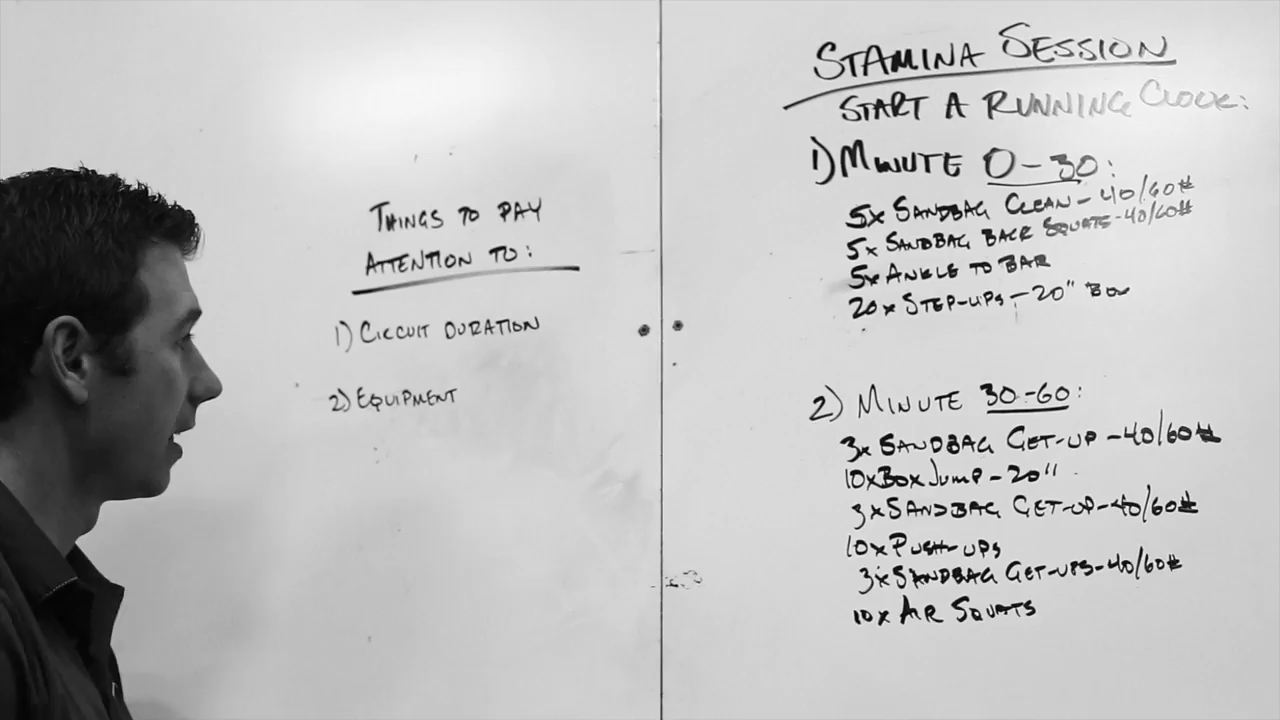 THINGS TO PAY
ATTENTION TO:
1) CIRCUIT DURATION
2) EQUIPMENT
STAMINA SESSION
START A RUNNING CLOCK:
1) MINUTE 0-30:
5x SANDBAG CLEAN - 40/60#
5x SANDBAG BACK SQUATS - 40/60#
5x ANKLE TO BAR
20x STEP-UPS - 20" BOX
2) MINUTE 30-60:
3x SANDBAG GET-UP - 40/60#
10x BOX JUMP - 20"
3x SANDBAG GET-UP - 40/60#
10x PUSH-UPS
3x SANDBAG GET-UPS - 40/60#
10x AIR SQUATS